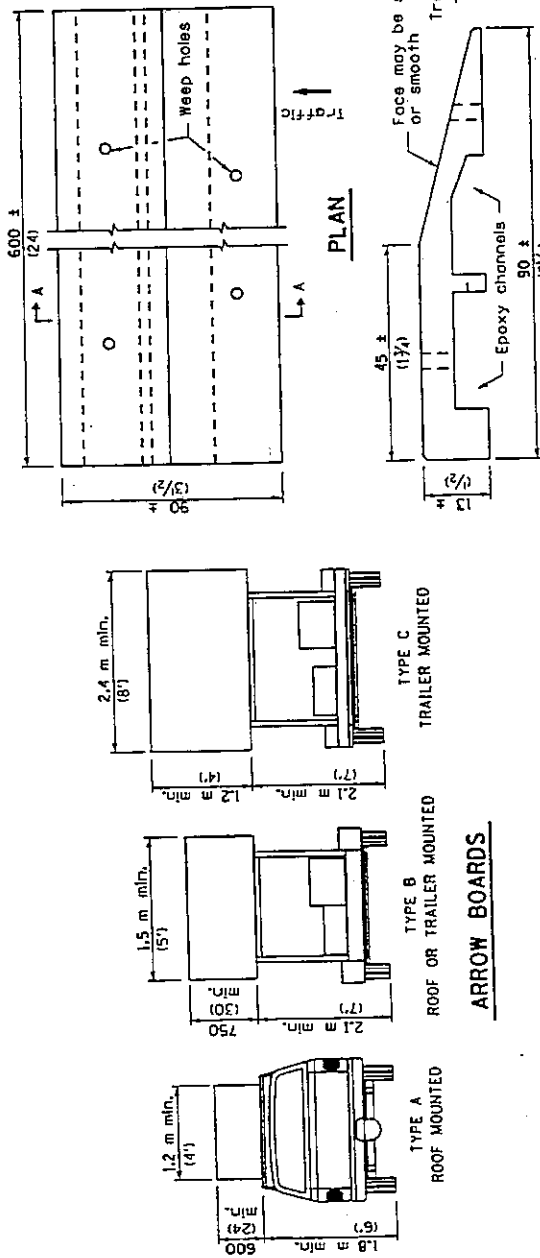 1.2 m min.
(4')
600
(24)
min.
1.8 m min.
(6')
TYPE A
ROOF MOUNTED
1.5 m min.
(5')
750
(30)
min.
2.1 m min.
(7')
TYPE B
ROOF OR TRAILER MOUNTED
2.4 m min.
(8')
1.2 m min.
(4')
2.1 m min.
(7')
TYPE C
TRAILER MOUNTED
ARROW BOARDS
600 ±
(24)
A
A
90 ±
(3½)
Weep holes
Traffic
PLAN
Face may be
or smooth
45 ±
(1¾)
13 ±
(½)
Epoxy channels
90 ±